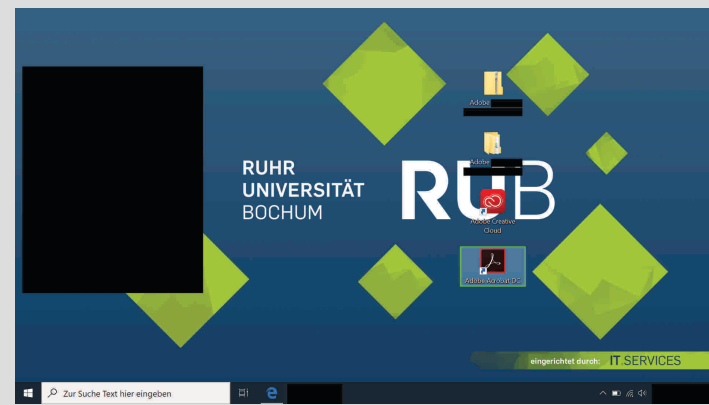 RUHR
UNIVERSITÄT
BOCHUM
RUB
Adobe
Adobe
Adobe Creative
Cloud
Adobe Acrobat DC
eingerichtet durch: IT.SERVICES
Zur Suche Text hier eingeben